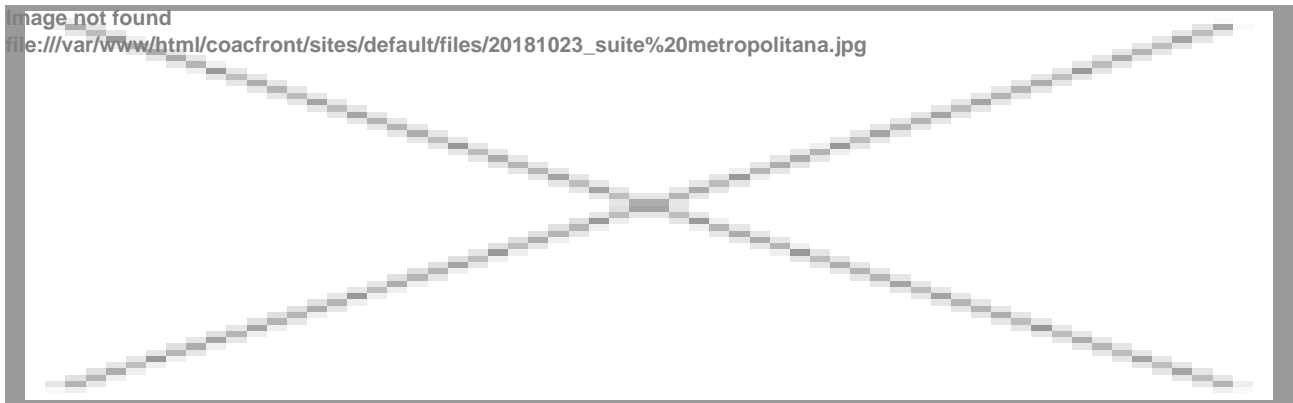 Image not found
file:///var/www/html/coacfront/sites/default/files/20181023_suite%20metropolitana.jpg